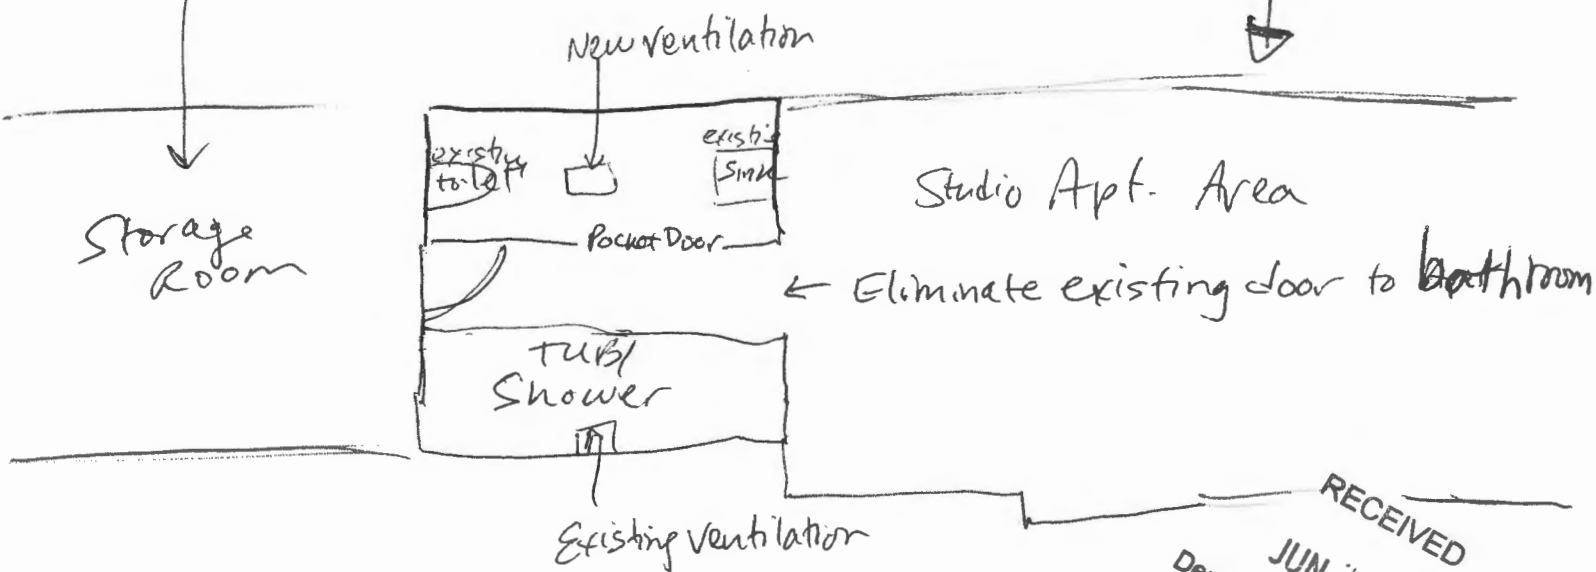 New ventilation
existing
toilet
existi
Sink
Studio Apt. Area
Storage
Room
Pocket Door
← Eliminate existing door to bathroom
TUB/
Shower
Existing ventilation
RECEIVED
JUN